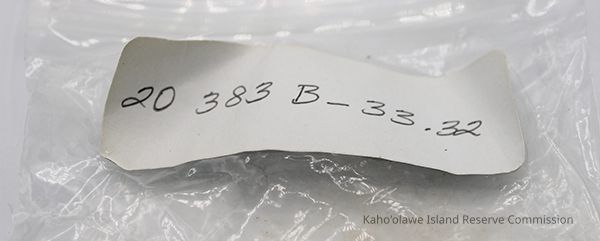 20 383 B-33.32
Kaho'olawe Island Reserve Commission